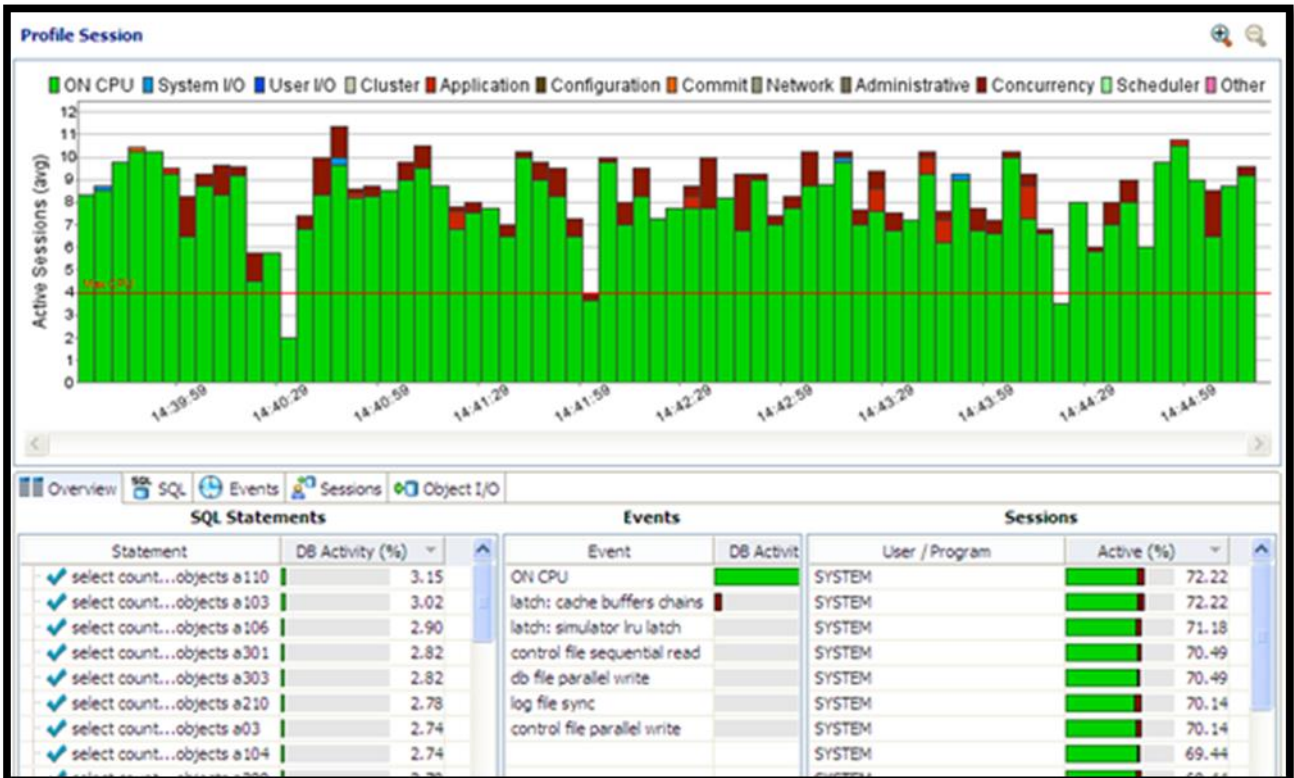 Profile Session
ON CPU System I/O User I/O Cluster Application Configuration Commit Network Administrative Concurrency Scheduler Other
Active Sessions (avg)
12
11
10
9
8
7
6
5
4
3
2
1
0
Max CPU
14:39:59 14:40:29 14:40:59 14:41:29 14:41:59 14:42:29 14:42:59 14:43:29 14:43:59 14:44:29 14:44:59
Overview SQL SQL Events Sessions Object I/O
SQL Statements Events Sessions
Statement DB Activity (%) Event DB Activit User / Program Active (%)
select count...objects a110 3.15 ON CPU SYSTEM 72.22
select count...objects a103 3.02 latch: cache buffers chains SYSTEM 72.22
select count...objects a106 2.90 latch: simulator lru latch SYSTEM 71.18
select count...objects a301 2.82 control file sequential read SYSTEM 70.49
select count...objects a303 2.82 db file parallel write SYSTEM 70.49
select count...objects a210 2.78 log file sync SYSTEM 70.14
select count...objects a03 2.74 control file parallel write SYSTEM 70.14
select count...objects a104 2.74 SYSTEM 69.44